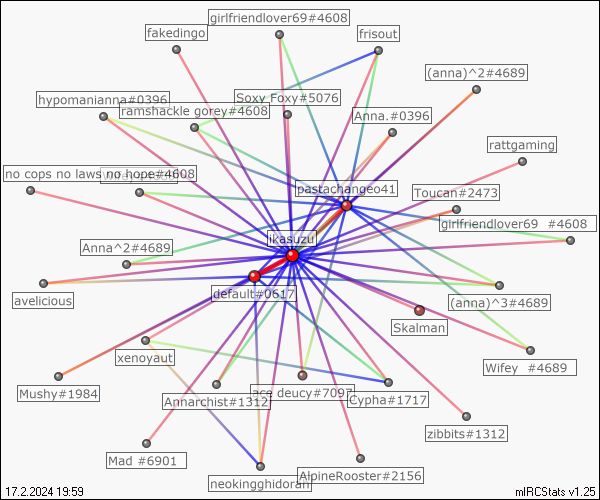 girlfriendlover69#4608
fakedingo
frisout
(anna)^2#4689
hypomanianna#0396
Soxy Foxy#5076
ramshackle gorey#4608
Anna.#0396
rattgaming
no cops no laws no hope#4608
pastachangeo41
Toucan#2473
girlfriendlover69 #4608
ikasuzu
Anna^2#4689
default#0617
avelicious
(anna)^3#4689
Skalman
xenoyaut
Wifey #4689
Mushy#1984
Annarchist#1312
ace deucy#7097
Cypha#1717
zibbits#1312
Mad #6901
AlpineRooster#2156
neokingghidorah
17.2.2024 19:59
mIRCStats v1.25